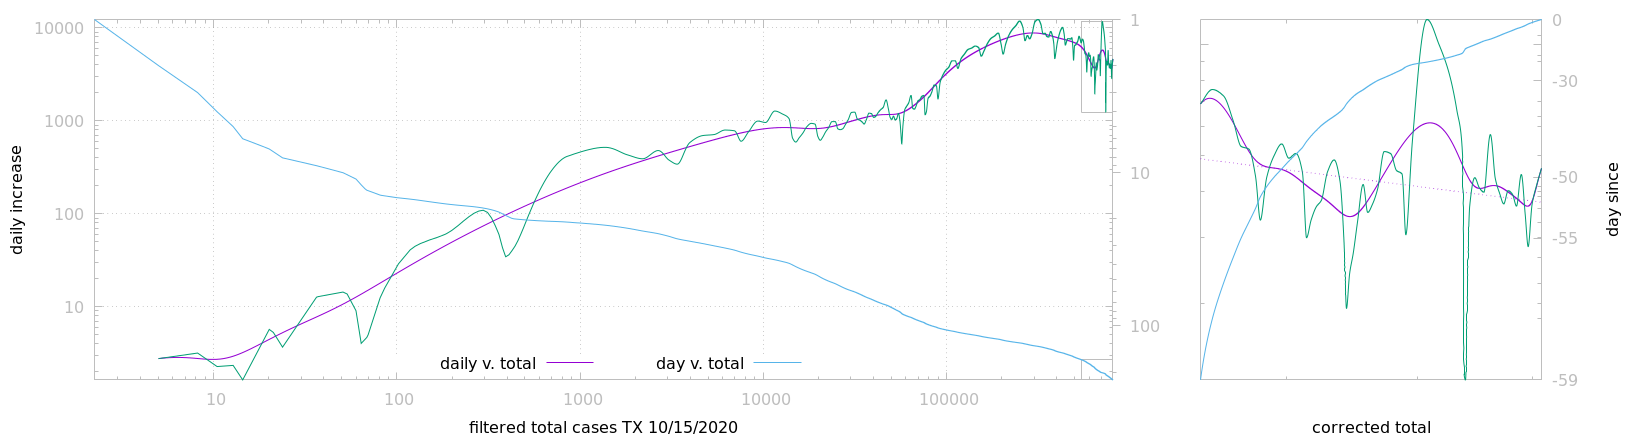 10000
1000
100
10
daily increase
10
100
1000
10000
100000
filtered total cases TX 10/15/2020
daily v. total
day v. total
1
10
100
0
-30
-50
-55
-59
day since
corrected total